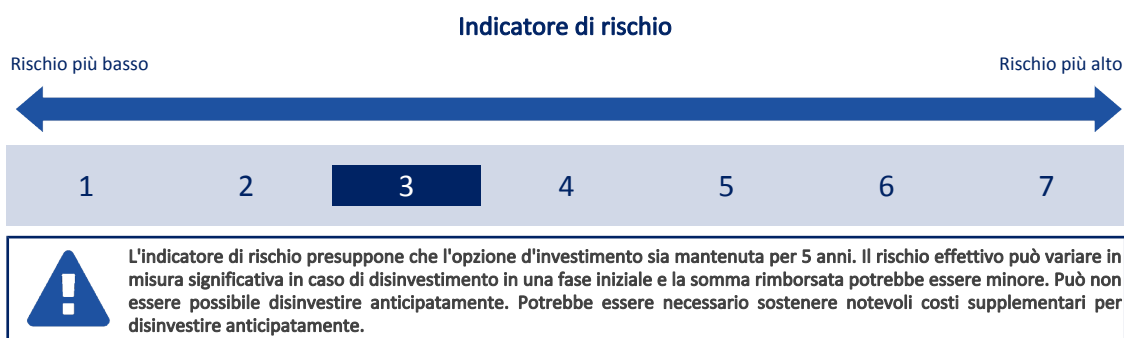 Indicatore di rischio
Rischio più basso Rischio più alto
1 2 3 4 5 6 7
L'indicatore di rischio presuppone che l'opzione d'investimento sia mantenuta per 5 anni. Il rischio effettivo può variare in
misura significativa in caso di disinvestimento in una fase iniziale e la somma rimborsata potrebbe essere minore. Può non
essere possibile disinvestire anticipatamente. Potrebbe essere necessario sostenere notevoli costi supplementari per
disinvestire anticipatamente.